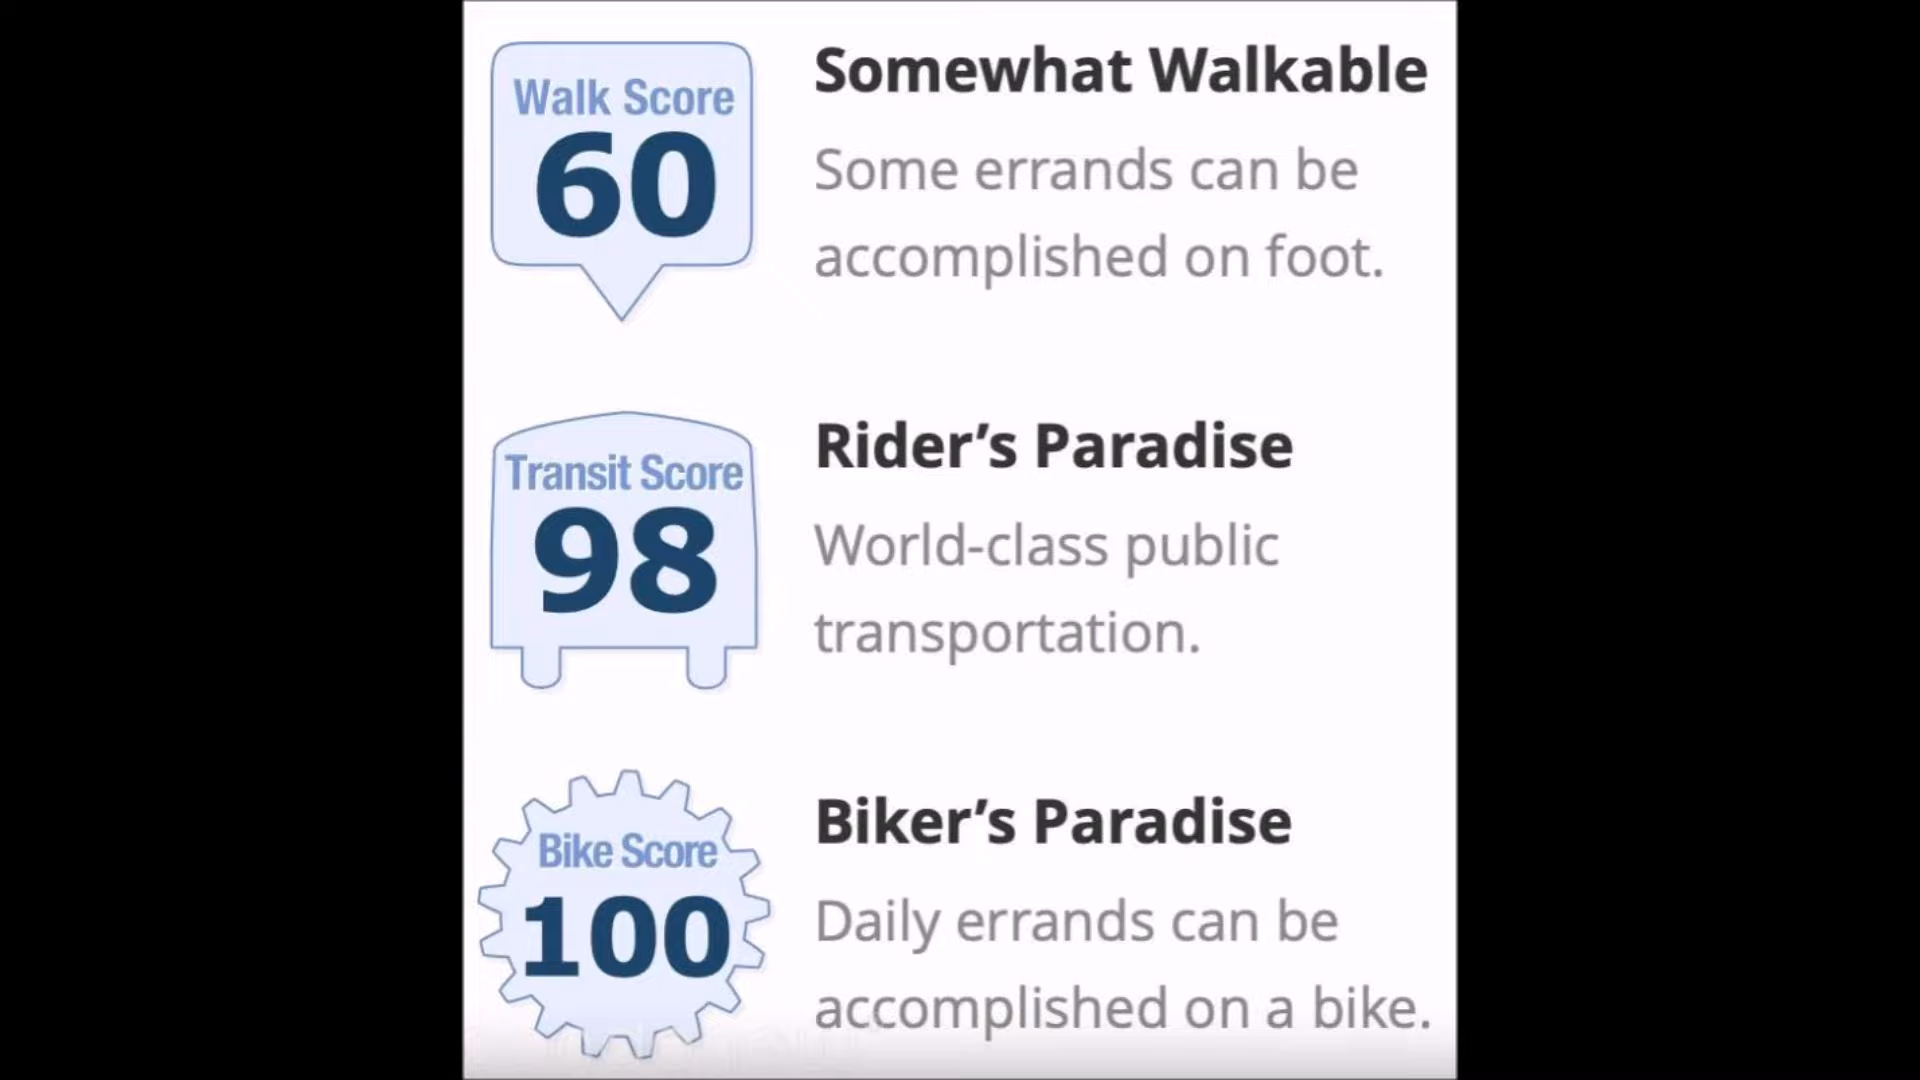 Walk Score
60
Somewhat Walkable
Some errands can be
accomplished on foot.
Transit Score
98
Rider’s Paradise
World-class public
transportation.
Bike Score
100
Biker’s Paradise
Daily errands can be
accomplished on a bike.